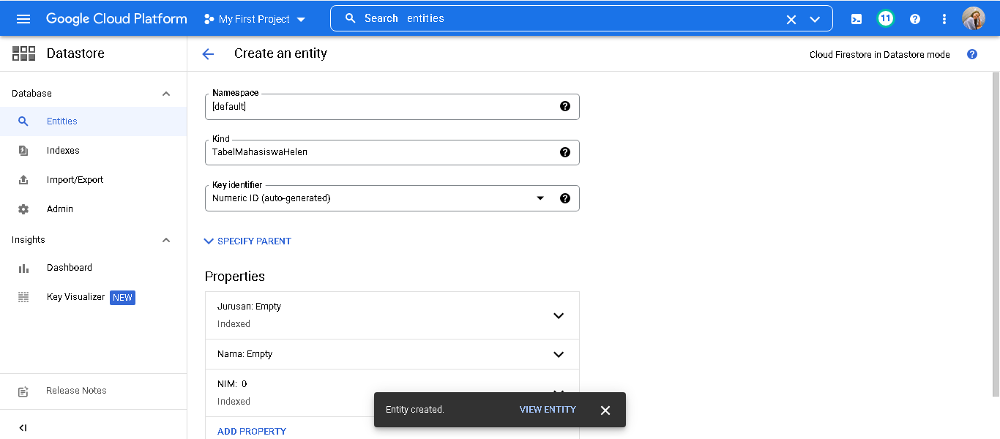 Google Cloud Platform
My First Project
Search entities
11
Datastore
Create an entity
Cloud Firestore in Datastore mode
Database
Entities
Indexes
Import/Export
Admin
Insights
Dashboard
Key Visualizer NEW
Release Notes
Namespace
[default]
Kind
TabelMahasiswaHelen
Key identifier
Numeric ID (auto-generated)
SPECIFY PARENT
Properties
Jurusan: Empty
Indexed
Nama: Empty
NIM: 0
Indexed
ADD PROPERTY
Entity created. VIEW ENTITY